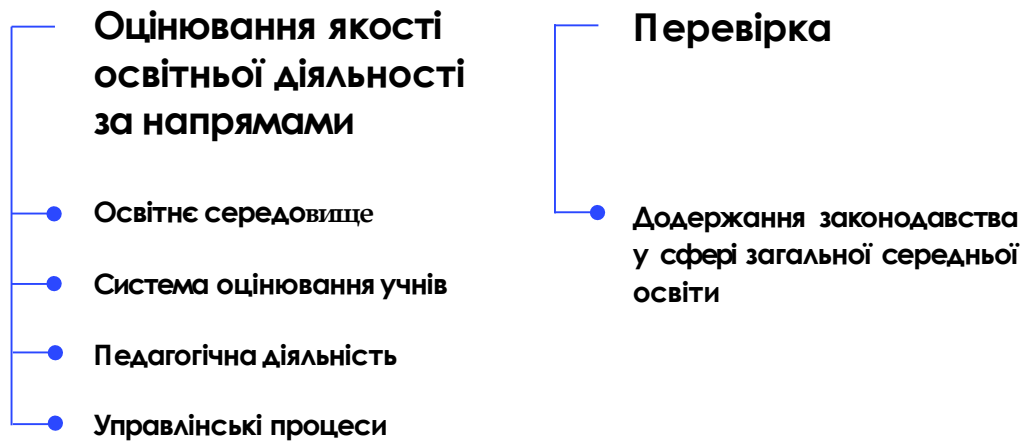 Оцінювання якості
освітньої діяльності
за напрямами
Освітнє середовище
Система оцінювання учнів
Педагогічна діяльність
Управлінські процеси
Перевірка
Додержання законодавства
у сфері загальної середньої
освіти